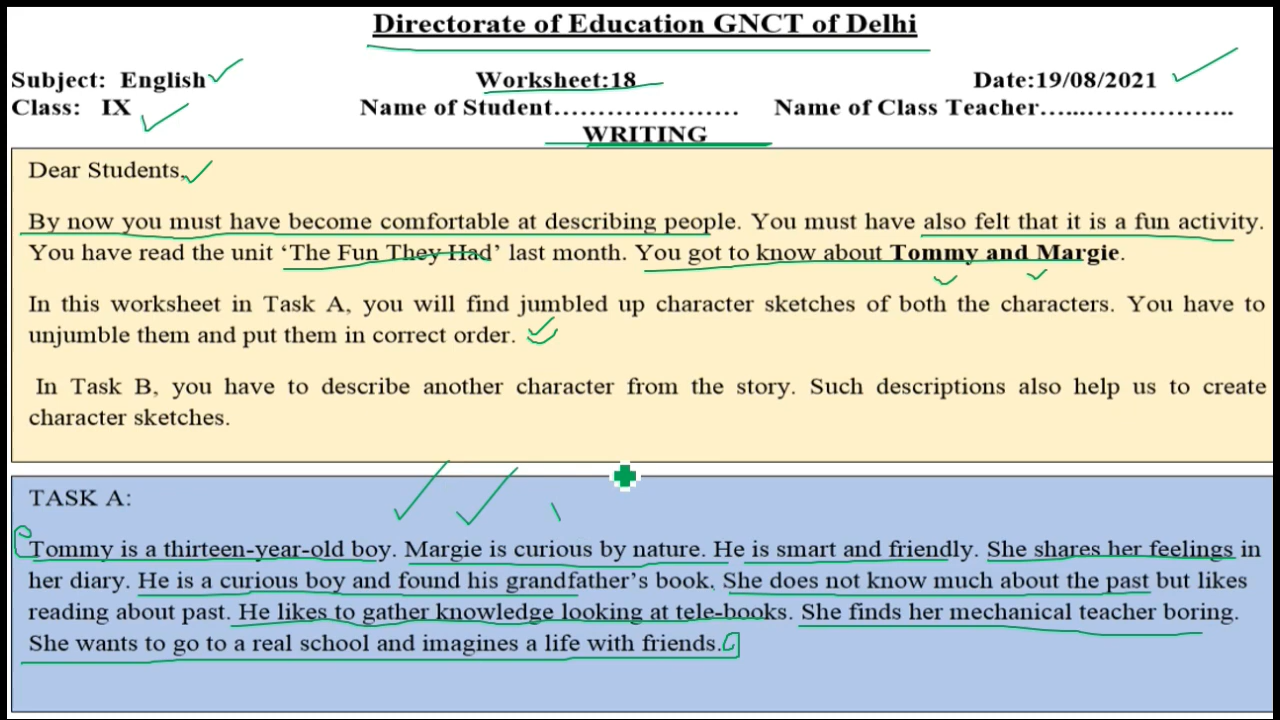 Directorate of Education GNCT of Delhi
Subject: English Worksheet:18 Date:19/08/2021
Class: IX Name of Student………………… Name of Class Teacher…...……………..
WRITING
Dear Students,
By now you must have become comfortable at describing people. You must have also felt that it is a fun activity.
You have read the unit ‘The Fun They Had’ last month. You got to know about Tommy and Margie.
In this worksheet in Task A, you will find jumbled up character sketches of both the characters. You have to
unjumble them and put them in correct order.
In Task B, you have to describe another character from the story. Such descriptions also help us to create
character sketches.
TASK A:
Tommy is a thirteen-year-old boy. Margie is curious by nature. He is smart and friendly. She shares her feelings in
her diary. He is a curious boy and found his grandfather’s book. She does not know much about the past but likes
reading about past. He likes to gather knowledge looking at tele-books. She finds her mechanical teacher boring.
She wants to go to a real school and imagines a life with friends.